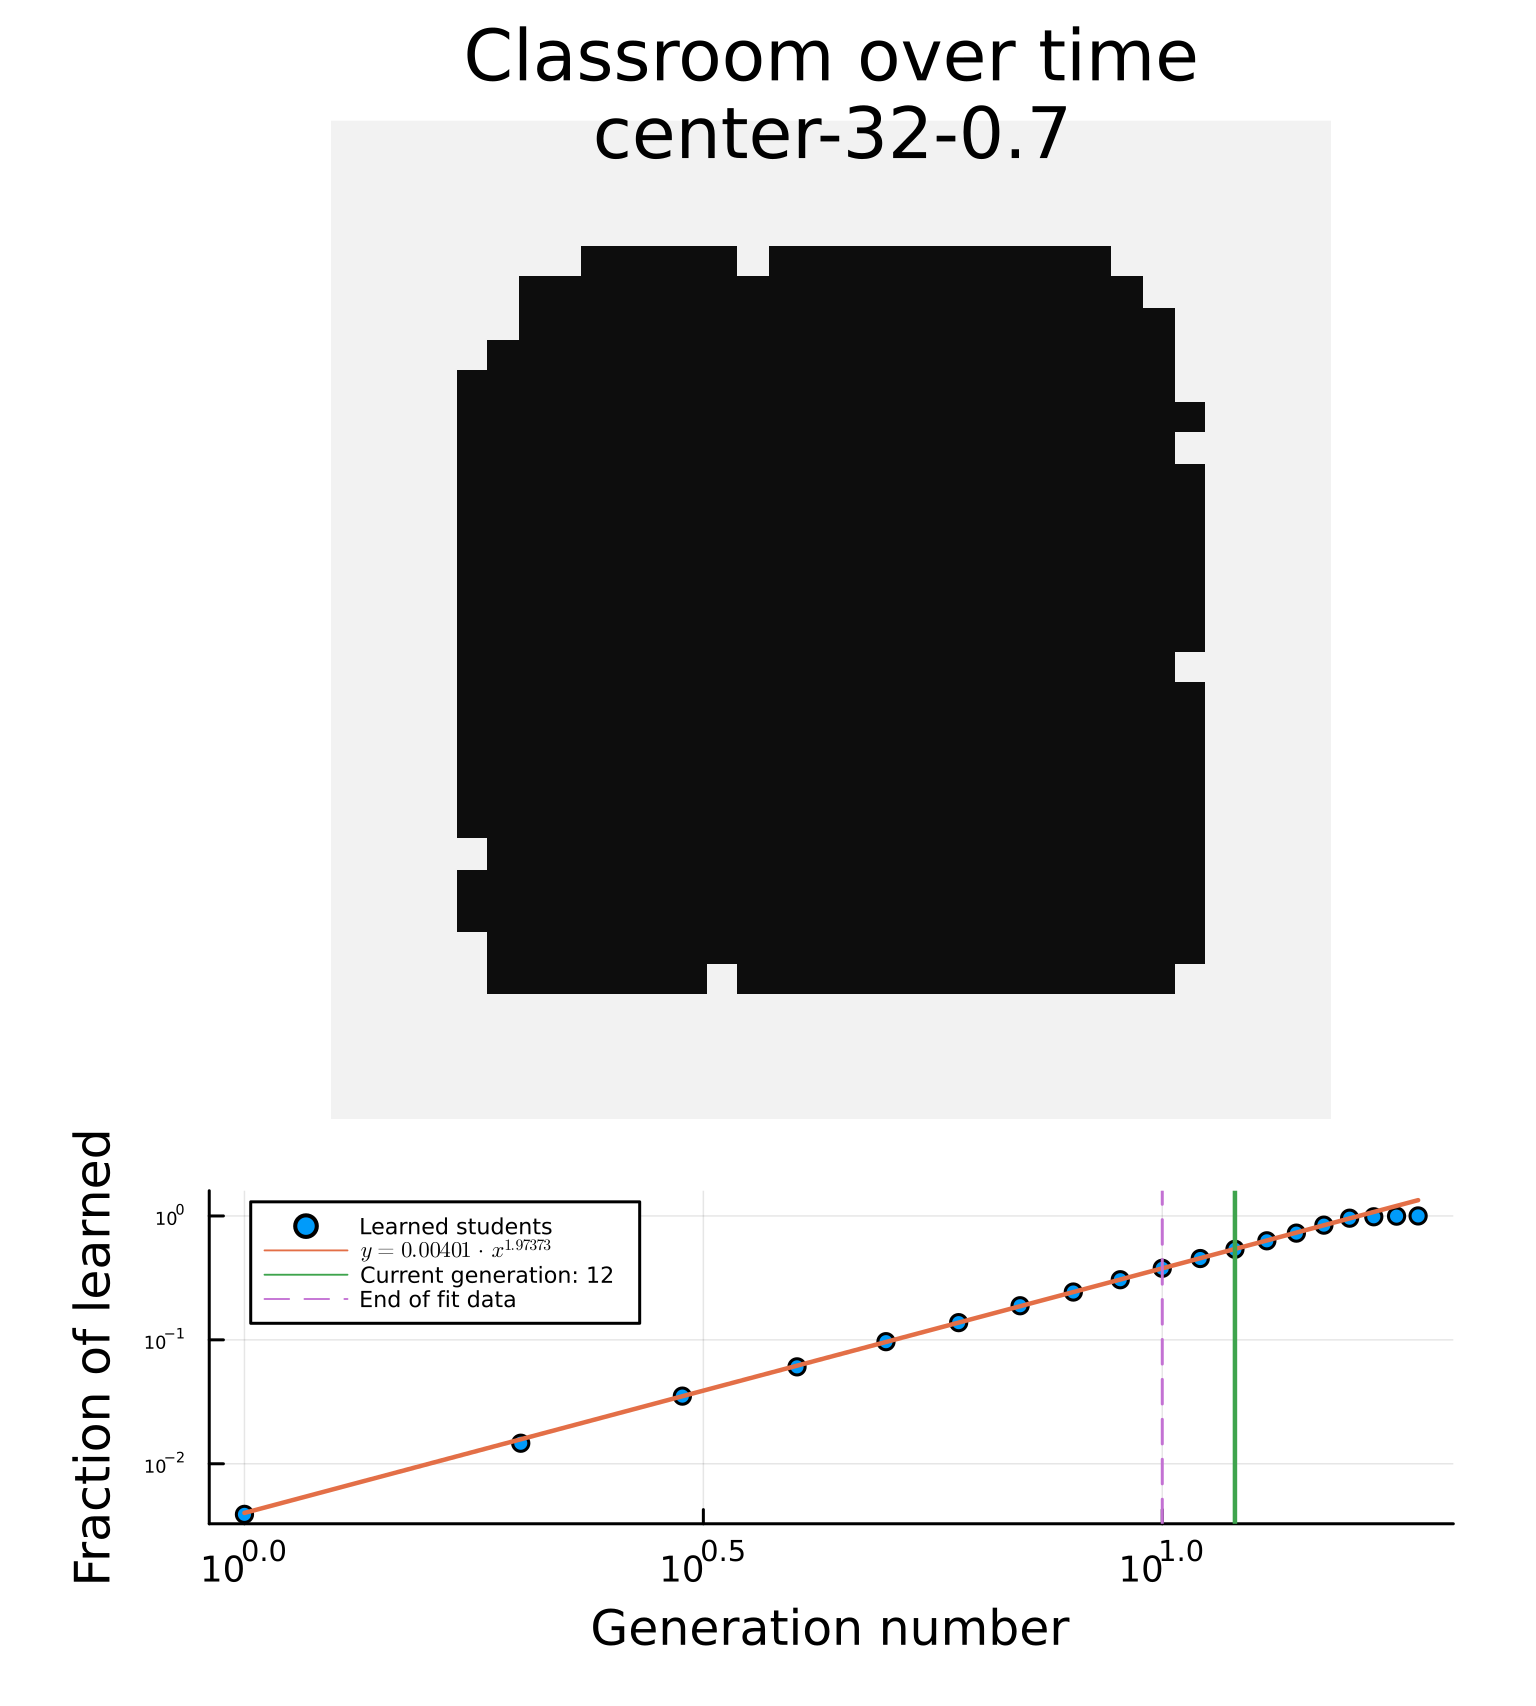 Classroom over time
center-32-0.7
Fraction of learned
10⁰
10⁻¹
10⁻²
Learned students
y = 0.00401 · x^1.97373
Current generation: 12
End of fit data
10^0.0
10^0.5
10^1.0
Generation number